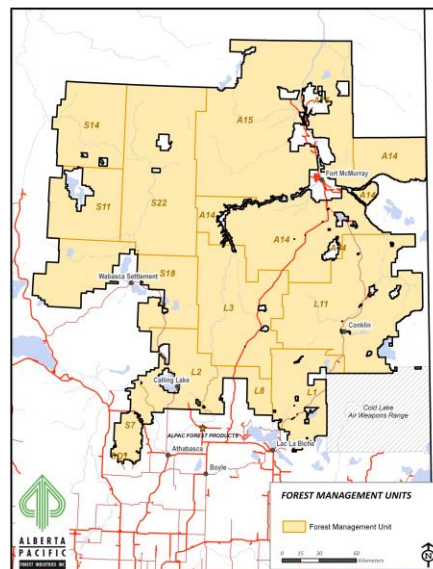 A15
S14
A14
Fort McMurray
A14
S11
S22
A14
A14
S18
Wabasca Settlement
L3
L11
Conklin
Calling Lake
L2
L8
L1
Cold Lake
Air Weapons Range
S7
ALPAC FOREST PRODUCTS
Lac La Biche
Athabasca
Boyle
FOREST MANAGEMENT UNITS
Forest Management Unit
0 15 30 60
Kilometers
N
ALBERTA
PACIFIC
FOREST INDUSTRIES INC.